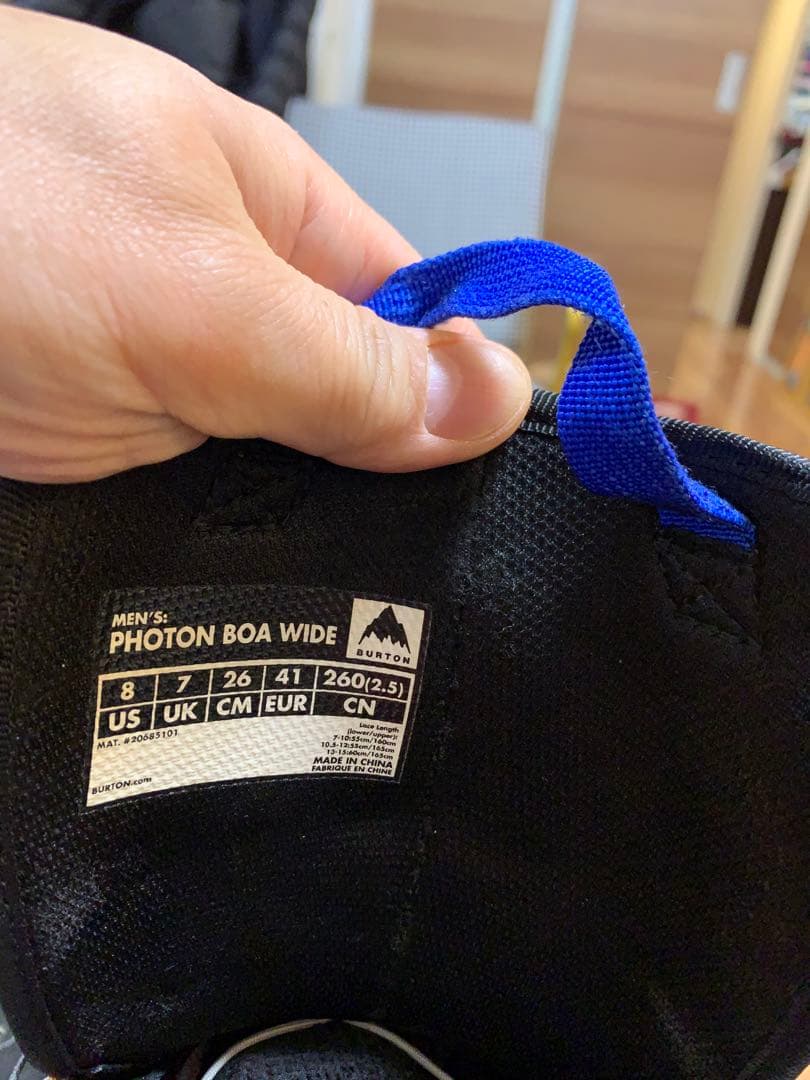 MEN'S:
PHOTON BOA WIDE
BURTON
8 7 26 41 260(2.5)
US UK CM EUR CN
MAT. #20685101
Lace Length
(lower/upper):
7-10:55cm/160cm
10.5-12:55cm/165cm
13-15:60cm/165cm
MADE IN CHINA
FABRIQUE EN CHINE
BURTON.com